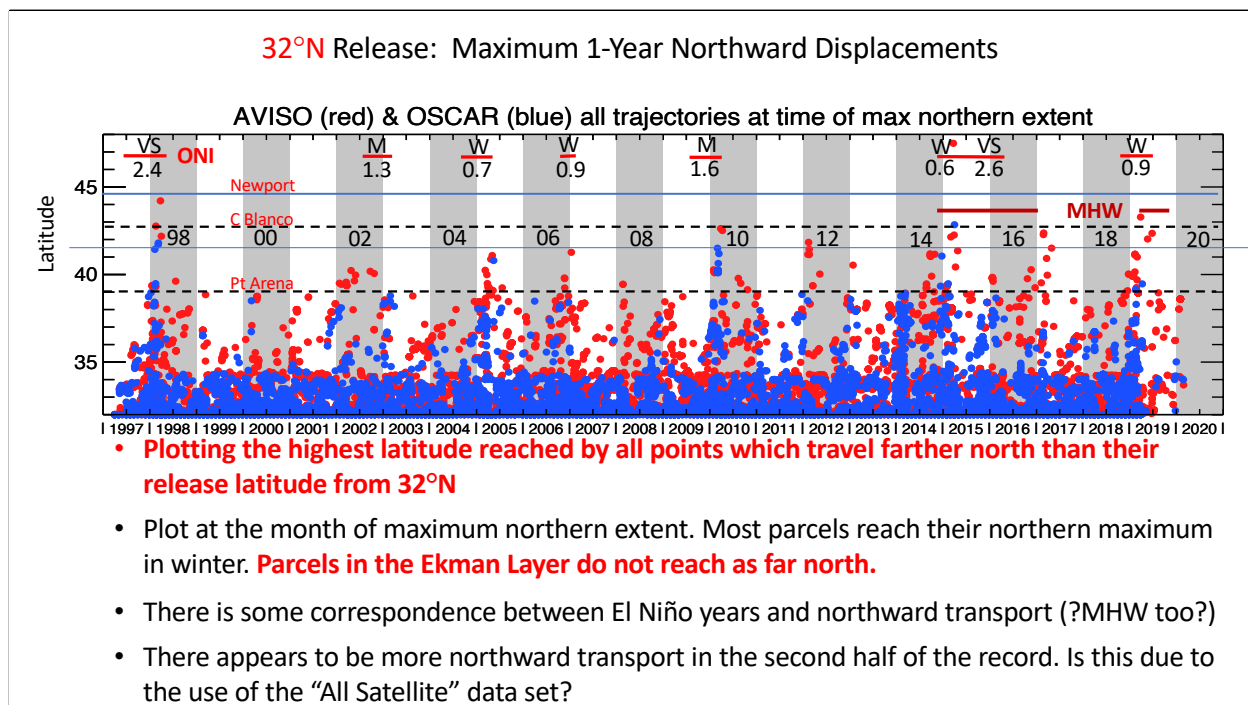 32°N Release:  Maximum 1-Year Northward Displacements
AVISO (red) & OSCAR (blue) all trajectories at time of max northern extent
VS ONI M W W M W VS W
2.4 1.3 0.7 0.9 1.6 0.6 2.6 0.9
45
Newport
C Blanco
MHW
98 00 02 04 06 08 10 12 14 16 18 20
Latitude
40
Pt Arena
35
1997 1998 1999 2000 2001 2002 2003 2004 2005 2006 2007 2008 2009 2010 2011 2012 2013 2014 2015 2016 2017 2018 2019 2020
• Plotting the highest latitude reached by all points which travel farther north than their
release latitude from 32°N
• Plot at the month of maximum northern extent. Most parcels reach their northern maximum
in winter. Parcels in the Ekman Layer do not reach as far north.
• There is some correspondence between El Niño years and northward transport (?MHW too?)
• There appears to be more northward transport in the second half of the record. Is this due to
the use of the “All Satellite” data set?